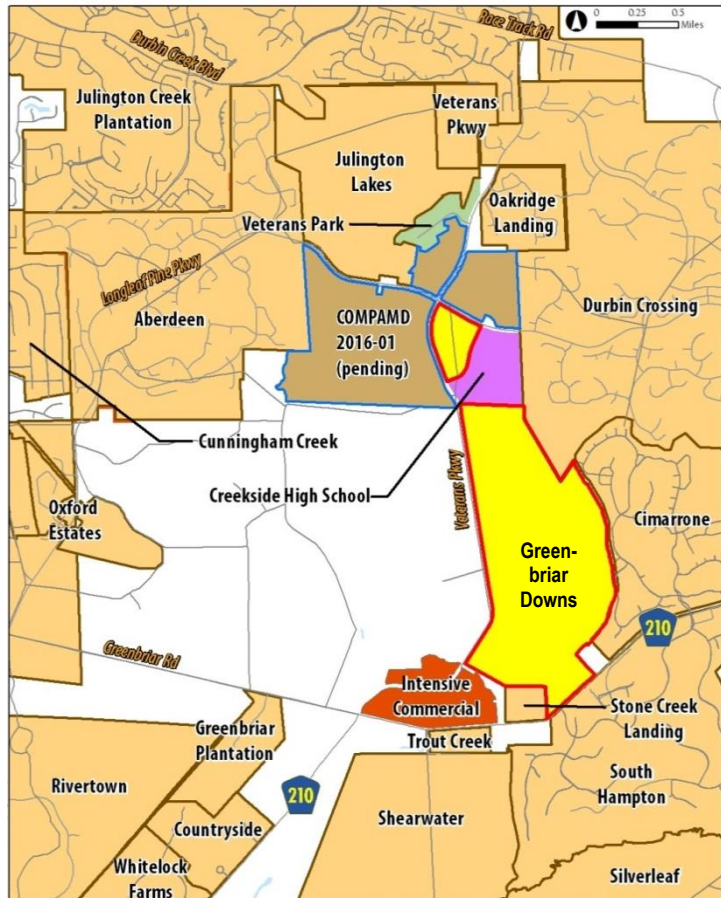 0 0.25 0.5
Miles
Race Track Rd
Durbin Creek Blvd
Julington Creek
Plantation
Veterans
Pkwy
Julington
Lakes
Oakridge
Landing
Veterans Park
Longleaf Pine Pkwy
Aberdeen
COMPAMD
2016-01
(pending)
Durbin Crossing
Cunningham Creek
Creekside High School
Veterans Pkwy
Oxford
Estates
Cimarrone
Green-
briar
Downs
210
Greenbriar Rd
Intensive
Commercial
Stone Creek
Landing
Greenbriar
Plantation
Trout Creek
South
Hampton
Rivertown
210
Countryside
Shearwater
Whitelock
Farms
Silverleaf